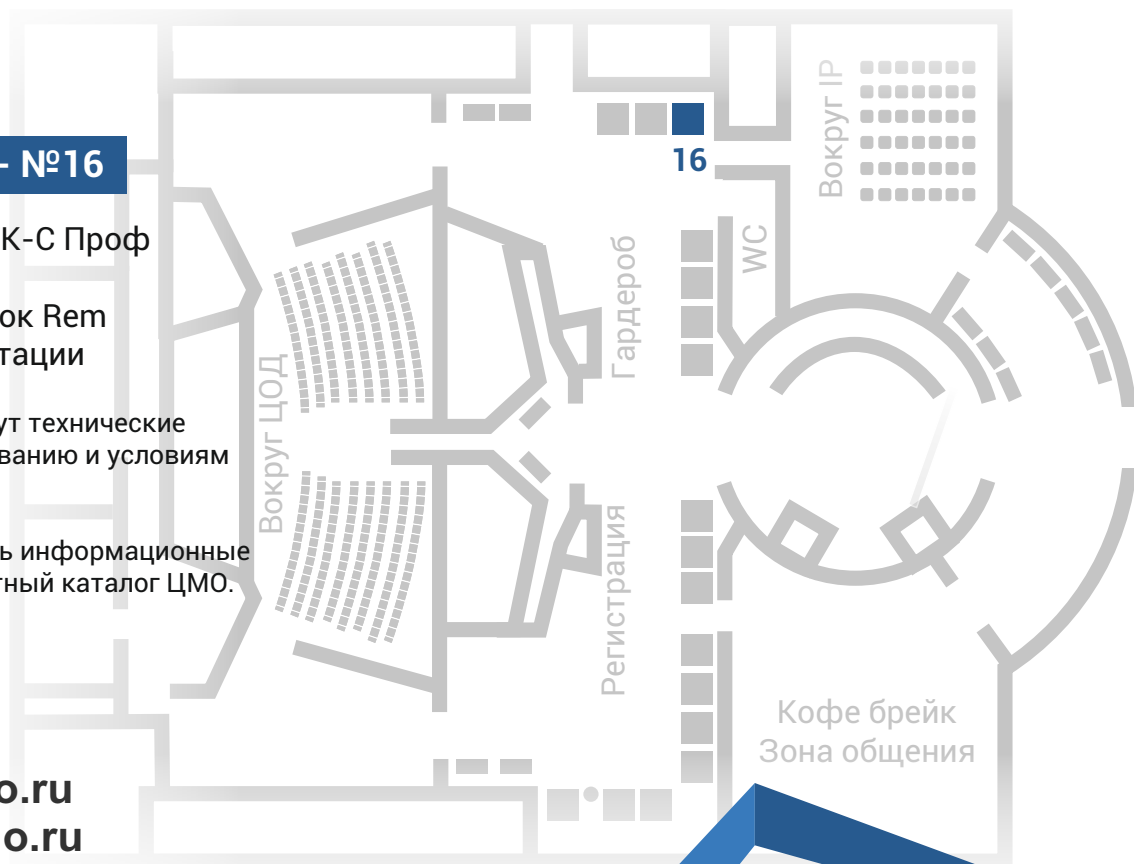 - №16
К-С Проф
ок Rem
тации
ут технические
ванию и условиям
ь информационные
тный каталог ЦМО.
o.ru
o.ru
16
Вокруг IP
WC
Гардероб
Вокруг ЦОД
Регистрация
Кофе брейк
Зона общения